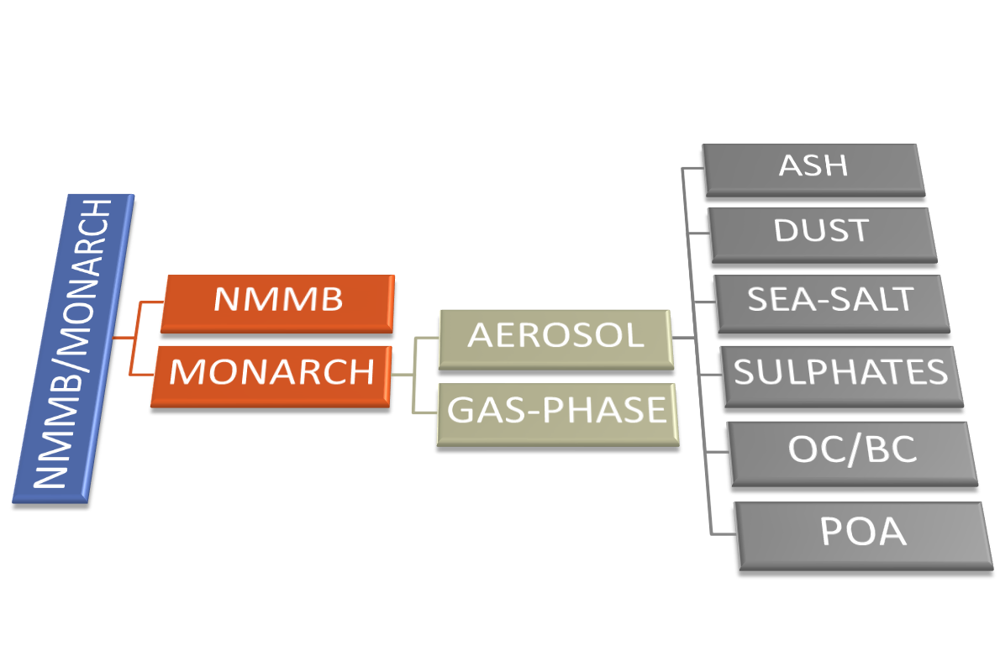 NMMB/MONARCH
NMMB
MONARCH
AEROSOL
GAS-PHASE
ASH
DUST
SEA-SALT
SULPHATES
OC/BC
POA